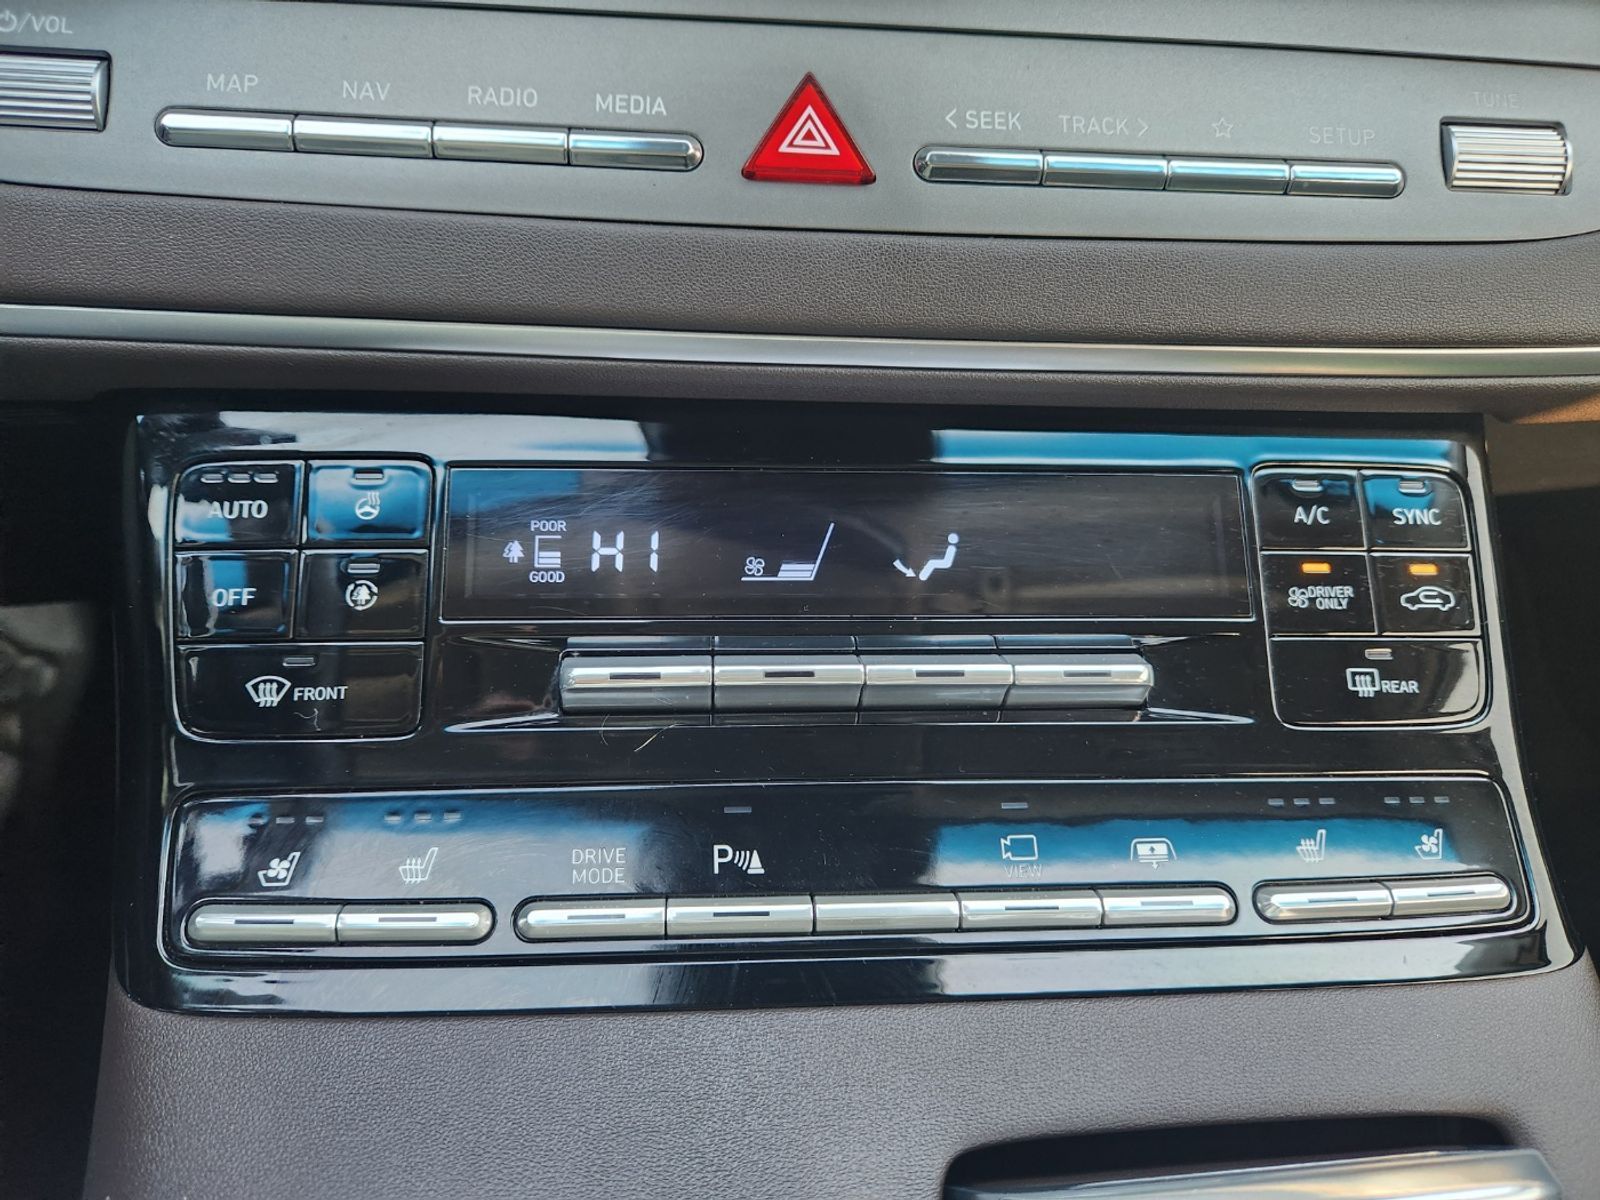 ⏻/VOL
MAP NAV RADIO MEDIA < SEEK TRACK > ☆ SETUP TUNE
AUTO
OFF
FRONT
POOR
GOOD
HI
A/C SYNC
DRIVER
ONLY
REAR
DRIVE
MODE
P
VIEW